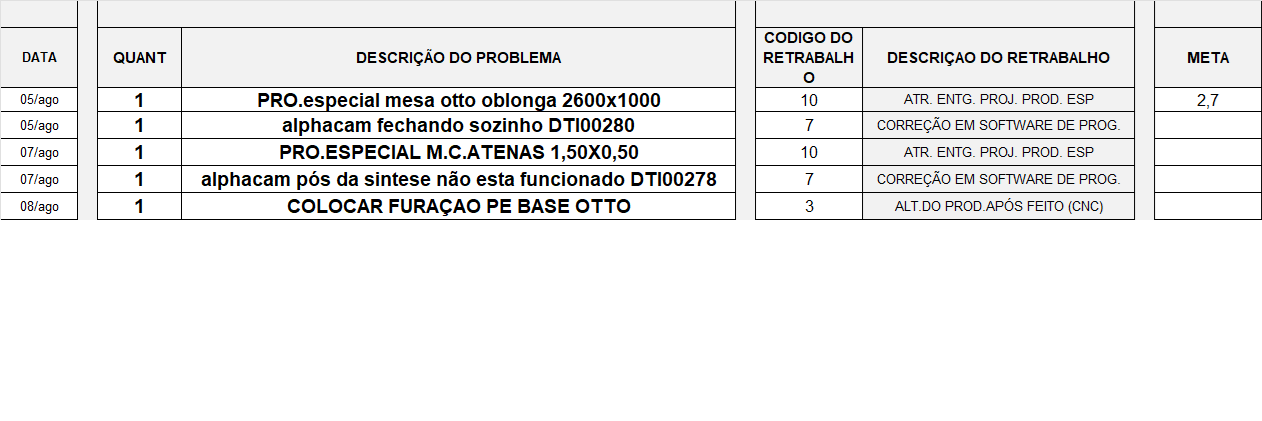 DATA QUANT DESCRIÇÃO DO PROBLEMA CODIGO DO RETRABALHO DESCRIÇAO DO RETRABALHO META
05/ago 1 PRO.especial mesa otto oblonga 2600x1000 10 ATR. ENTG. PROJ. PROD. ESP 2,7
05/ago 1 alphacam fechando sozinho DTI00280 7 CORREÇÃO EM SOFTWARE DE PROG.
07/ago 1 PRO.ESPECIAL M.C.ATENAS 1,50X0,50 10 ATR. ENTG. PROJ. PROD. ESP
07/ago 1 alphacam pós da sintese não esta funcionado DTI00278 7 CORREÇÃO EM SOFTWARE DE PROG.
08/ago 1 COLOCAR FURAÇAO PE BASE OTTO 3 ALT.DO PROD.APÓS FEITO (CNC)